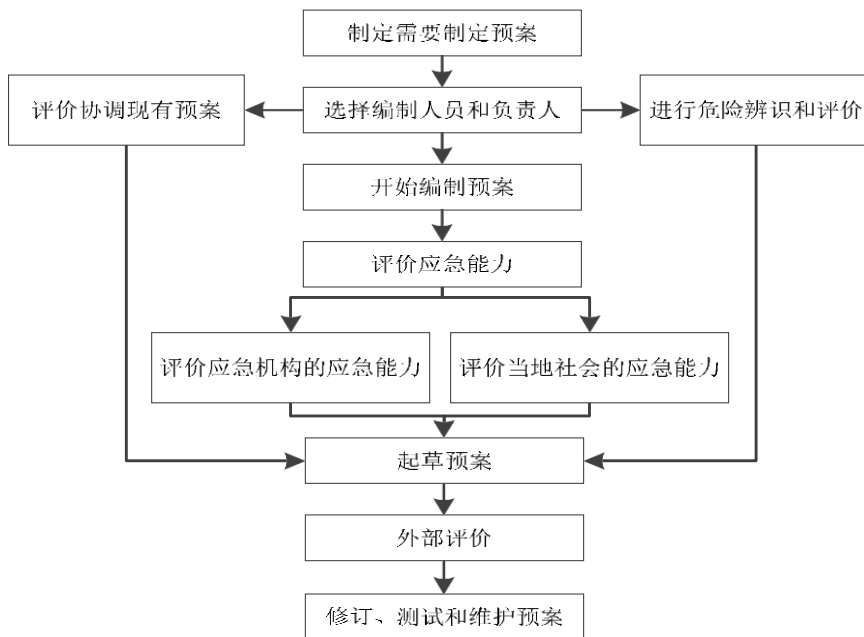 制定需要制定预案
评价协调现有预案
选择编制人员和负责人
进行危险辨识和评价
开始编制预案
评价应急能力
评价应急机构的应急能力
评价当地社会的应急能力
起草预案
外部评价
修订、测试和维护预案